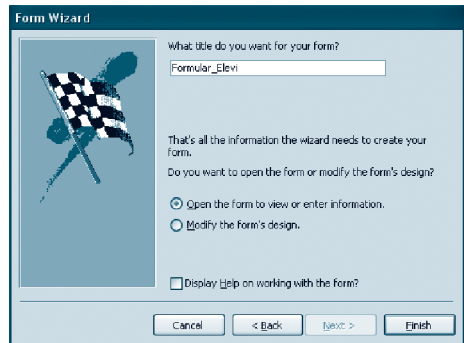 Form Wizard
What title do you want for your form?
Formular_Elevi
That's all the information the wizard needs to create your
form.
Do you want to open the form or modify the form's design?
Open the form to view or enter information.
Modify the form's design.
Display Help on working with the form?
Cancel < Back Next > Finish